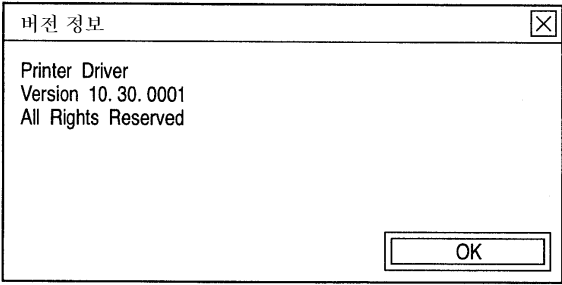 버전 정보
Printer Driver
Version 10. 30. 0001
All Rights Reserved
OK